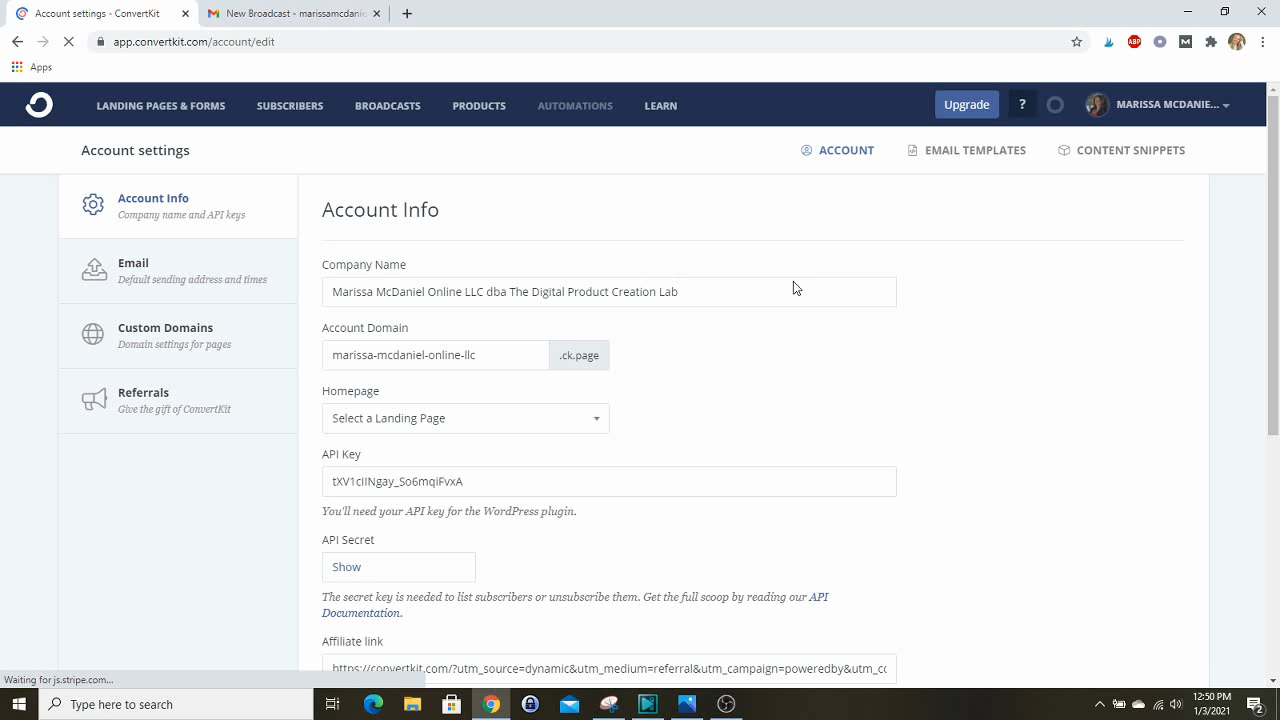 Account settings - ConvertKit
New Broadcast - marissamcdanie
app.convertkit.com/account/edit
ABP
M
Apps
LANDING PAGES & FORMS
SUBSCRIBERS
BROADCASTS
PRODUCTS
AUTOMATIONS
LEARN
Upgrade
?
MARISSA MCDANIE...
Account settings
ACCOUNT
EMAIL TEMPLATES
CONTENT SNIPPETS
Account Info
Company name and API keys
Email
Default sending address and times
Custom Domains
Domain settings for pages
Referrals
Give the gift of ConvertKit
Account Info
Company Name
Marissa McDaniel Online LLC dba The Digital Product Creation Lab
Account Domain
marissa-mcdaniel-online-llc
.ck.page
Homepage
Select a Landing Page
API Key
You'll need your API key for the WordPress plugin.
API Secret
Show
The secret key is needed to list subscribers or unsubscribe them. Get the full scoop by reading our API
Documentation.
Affiliate link
https://convertkit.com/?utm_source=dynamic&utm_medium=referral&utm_campaign=poweredby&utm_cc
Waiting for js.stripe.com...
Type here to search
12:50 PM
1/3/2021
2